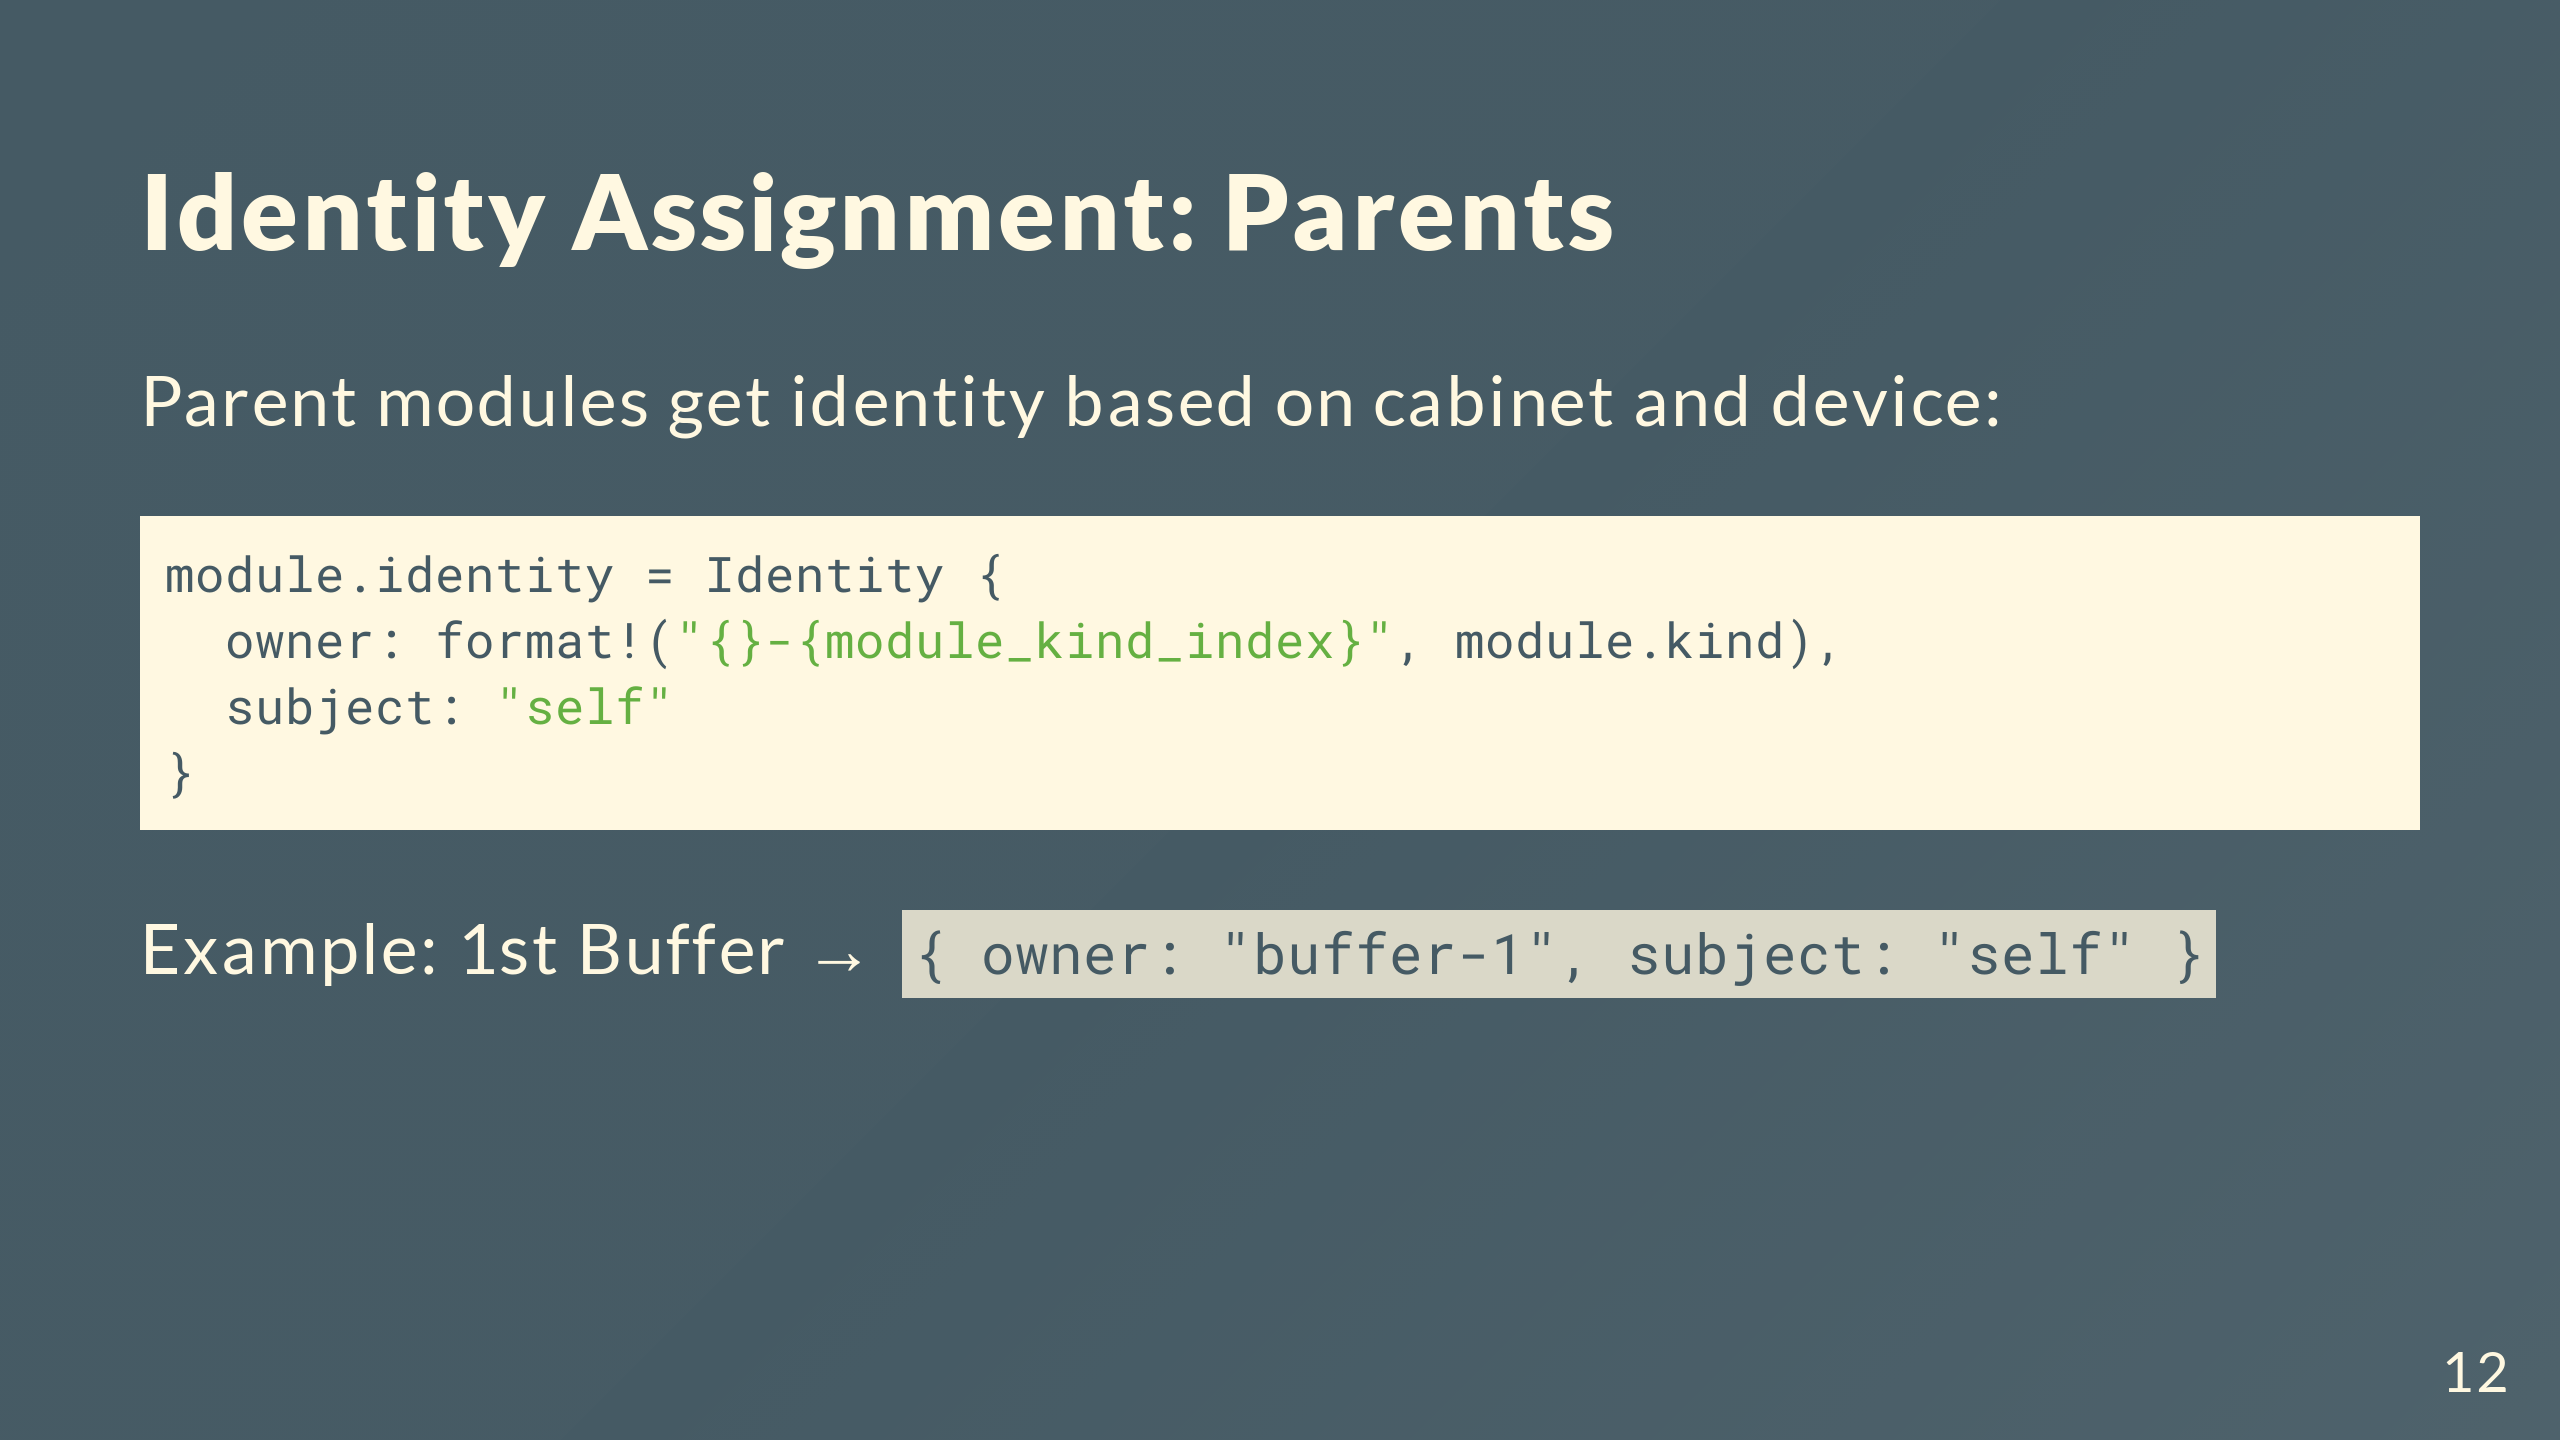 Identity Assignment: Parents
Parent modules get identity based on cabinet and device:
module.identity = Identity {
  owner: format!("{}-{module_kind_index}", module.kind),
  subject: "self"
}
Example: 1st Buffer → { owner: "buffer-1", subject: "self" }
12